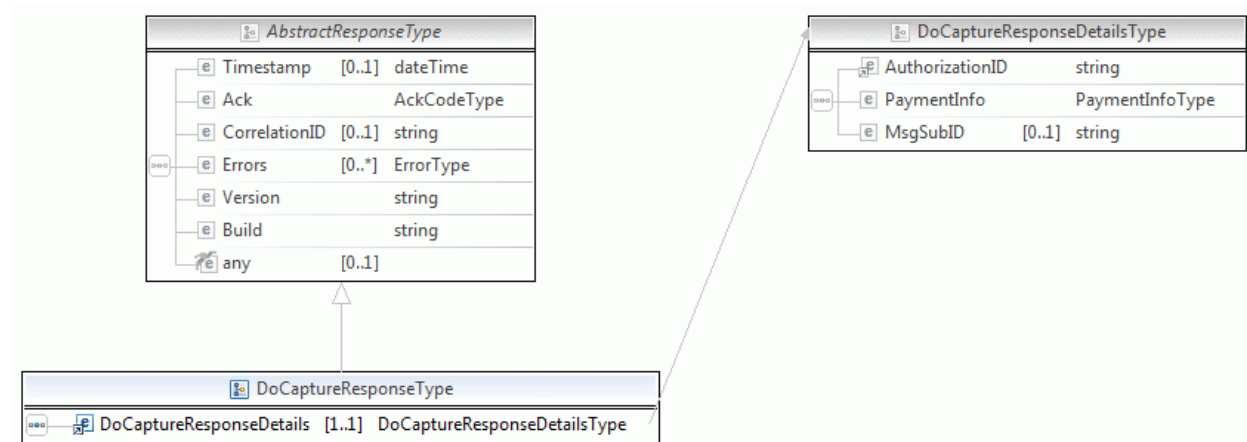 AbstractResponseType
Timestamp [0..1] dateTime
Ack AckCodeType
CorrelationID [0..1] string
Errors [0..*] ErrorType
Version string
Build string
any [0..1]
DoCaptureResponseDetailsType
AuthorizationID string
PaymentInfo PaymentInfoType
MsgSubID [0..1] string
DoCaptureResponseType
DoCaptureResponseDetails [1..1] DoCaptureResponseDetailsType